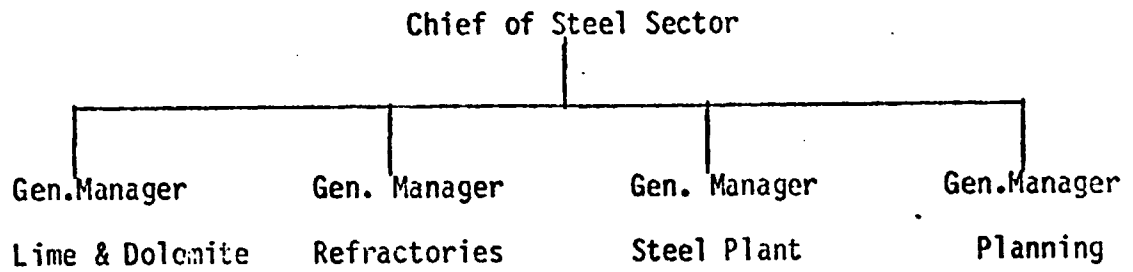 Chief of Steel Sector
Gen.Manager Gen. Manager Gen. Manager Gen.Manager
Lime & Dolomite Refractories Steel Plant Planning